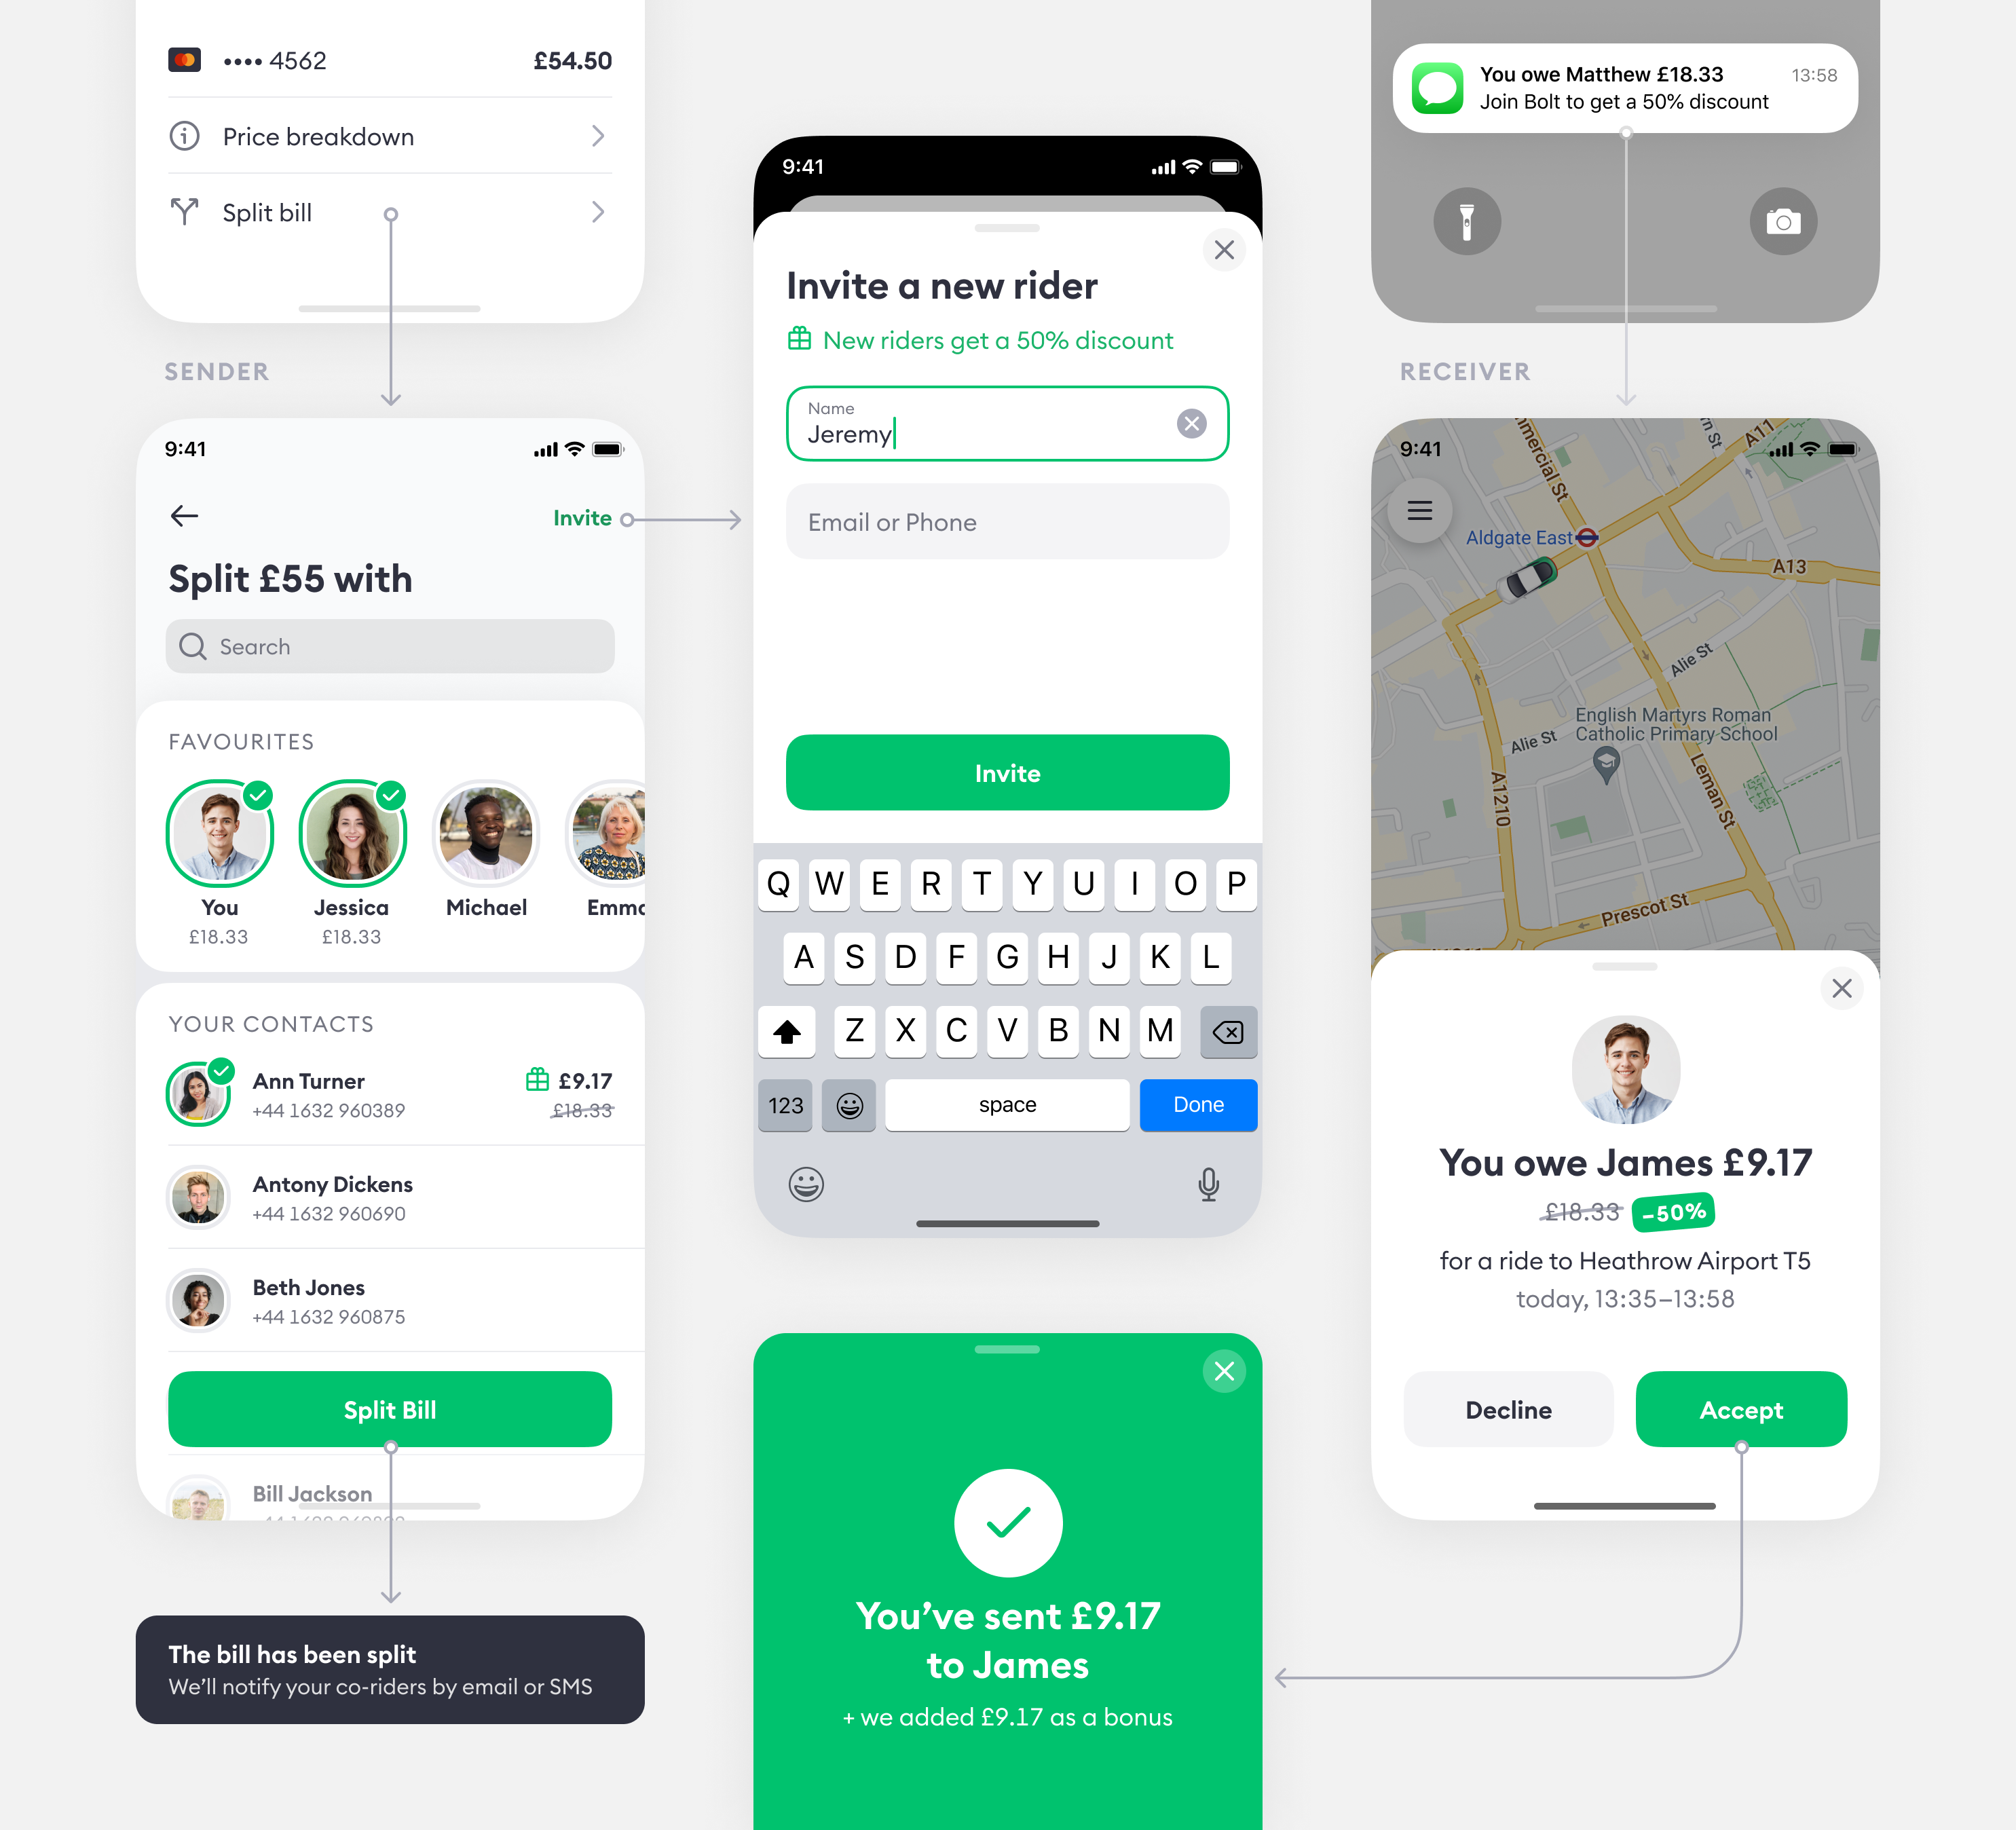 •••• 4562 £54.50
Price breakdown
Split bill
SENDER
9:41
Invite
Split £55 with
Search
FAVOURITES
You
£18.33
Jessica
£18.33
Michael
Emma
YOUR CONTACTS
Ann Turner £9.17
+44 1632 960389 £18.33
Antony Dickens
+44 1632 960690
Beth Jones
+44 1632 960875
Split Bill
Bill Jackson
The bill has been split
We'll notify your co-riders by email or SMS
9:41
Invite a new rider
New riders get a 50% discount
Name
Jeremy
Email or Phone
Invite
Q W E R T Y U I O P
A S D F G H J K L
Z X C V B N M
123 space Done
You've sent £9.17
to James
+ we added £9.17 as a bonus
You owe Matthew £18.33 13:58
Join Bolt to get a 50% discount
RECEIVER
9:41
A11
mmercial St
Aldgate East
A13
Alie St
English Martyrs Roman
Catholic Primary School
Alie St
A1210
Leman St
Prescot St
You owe James £9.17
£18.33 -50%
for a ride to Heathrow Airport T5
today, 13:35–13:58
Decline Accept